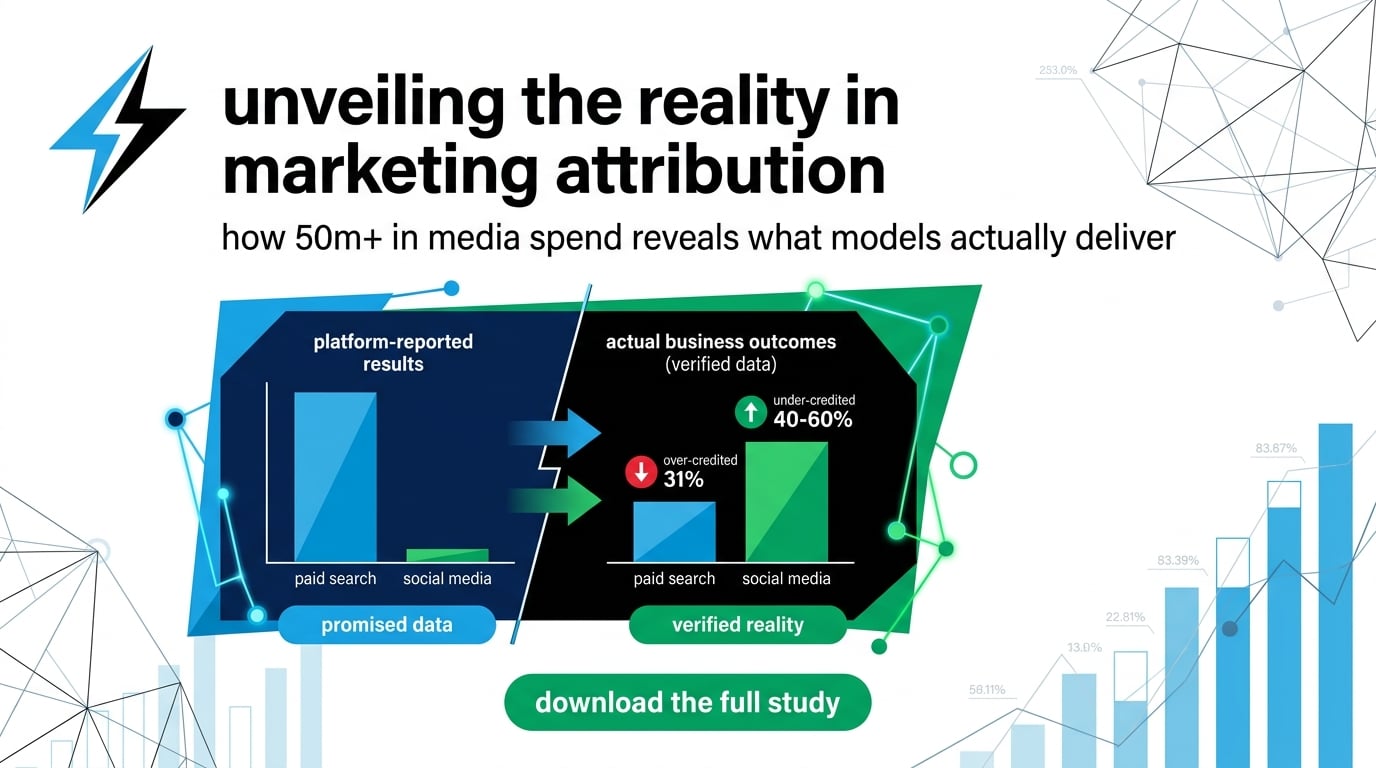 unveiling the reality in
marketing attribution
how 50m+ in media spend reveals what models actually deliver
253.0%
platform-reported
results
actual business outcomes
(verified data)
under-credited
40-60%
over-credited
31%
paid search
social media
paid search
social media
promised data
verified reality
download the full study
56.11%
13.0%
22.81%
53.39%
83.87%